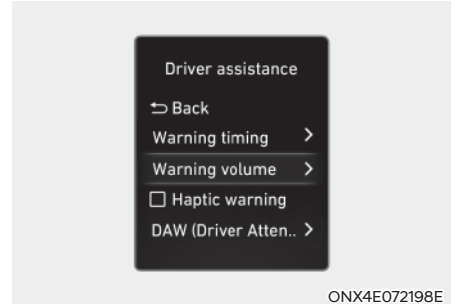 Driver assistance
Back
Warning timing
Warning volume
Haptic warning
DAW (Driver Atten..
ONX4E072198E